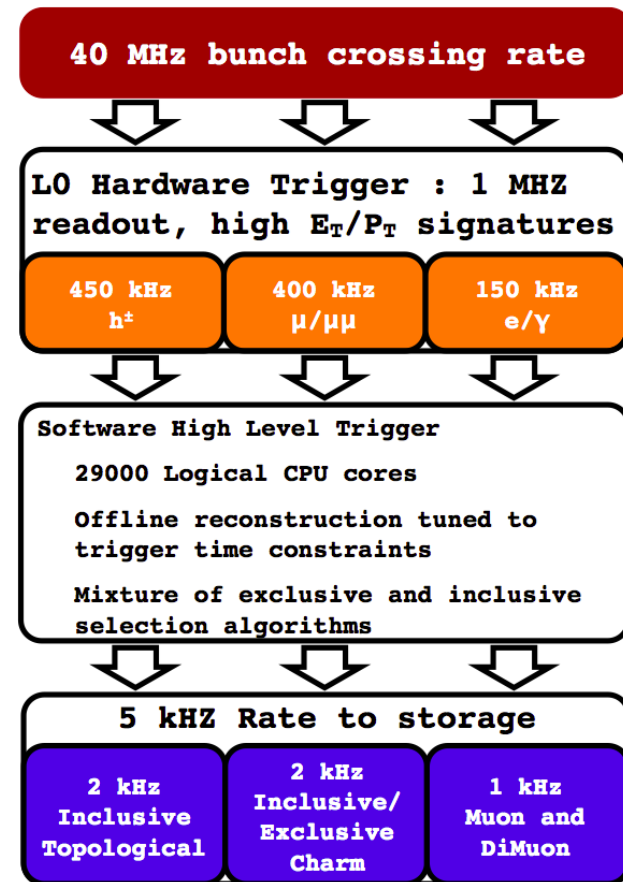 40 MHz bunch crossing rate
L0 Hardware Trigger : 1 MHZ
readout, high E_T/P_T signatures
450 kHz
h±
400 kHz
μ/μμ
150 kHz
e/γ
Software High Level Trigger
29000 Logical CPU cores
Offline reconstruction tuned to
trigger time constraints
Mixture of exclusive and inclusive
selection algorithms
5 kHZ Rate to storage
2 kHz
Inclusive
Topological
2 kHz
Inclusive/
Exclusive
Charm
1 kHz
Muon and
DiMuon